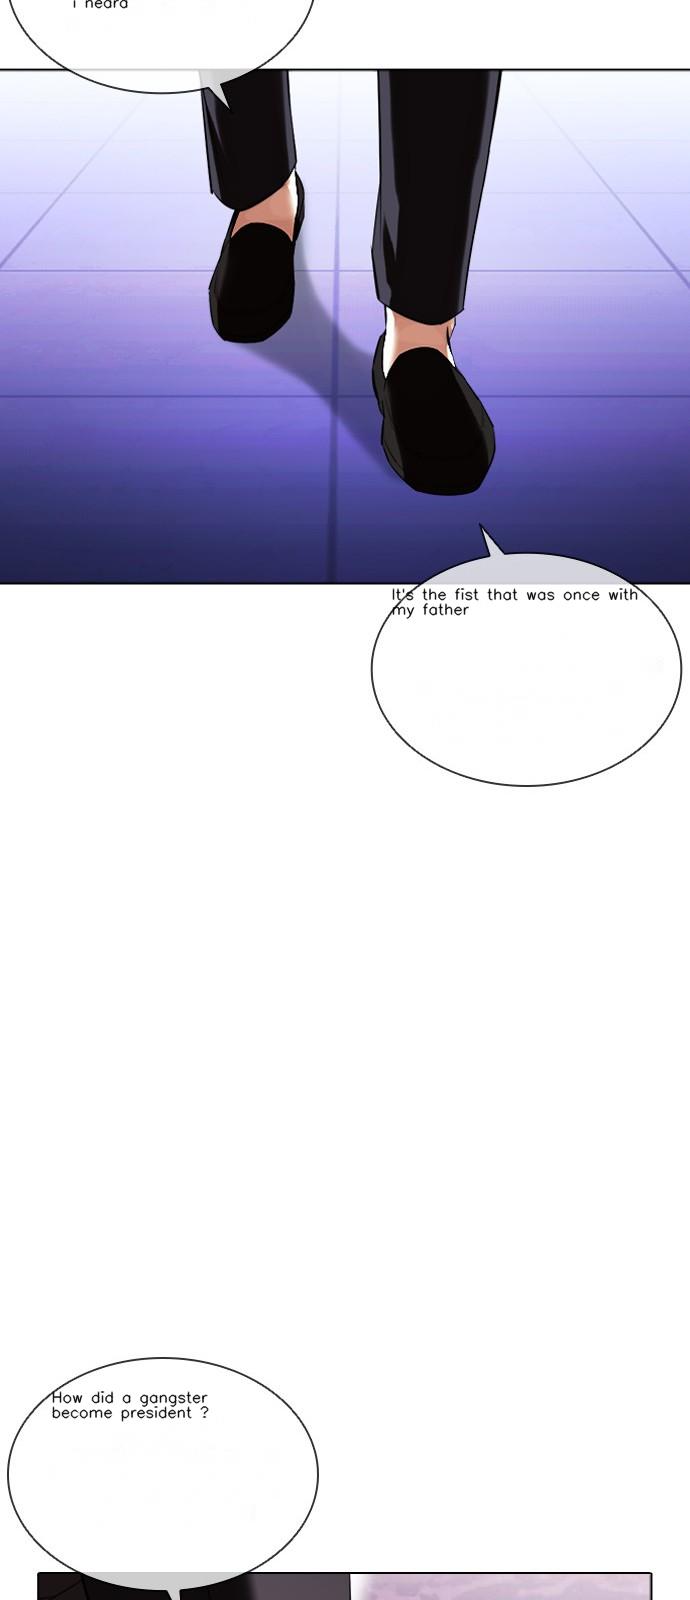 i heard
It's the fist that was once with
my father
How did a gangster
become president ?